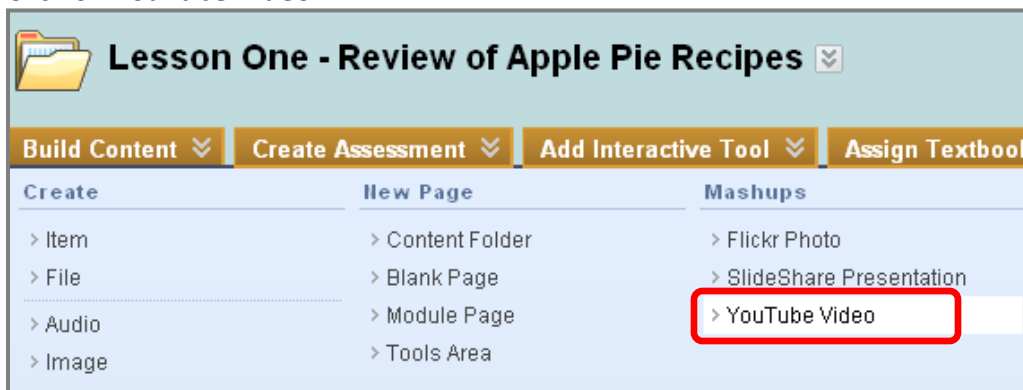 Lesson One - Review of Apple Pie Recipes
Build Content Create Assessment Add Interactive Tool Assign
Create New Page Mashups
> Item > Content Folder > Flickr Photo
> File > Blank Page > SlideShare Presentation
> Audio > Module Page > YouTube Video
> Image > Tools Area